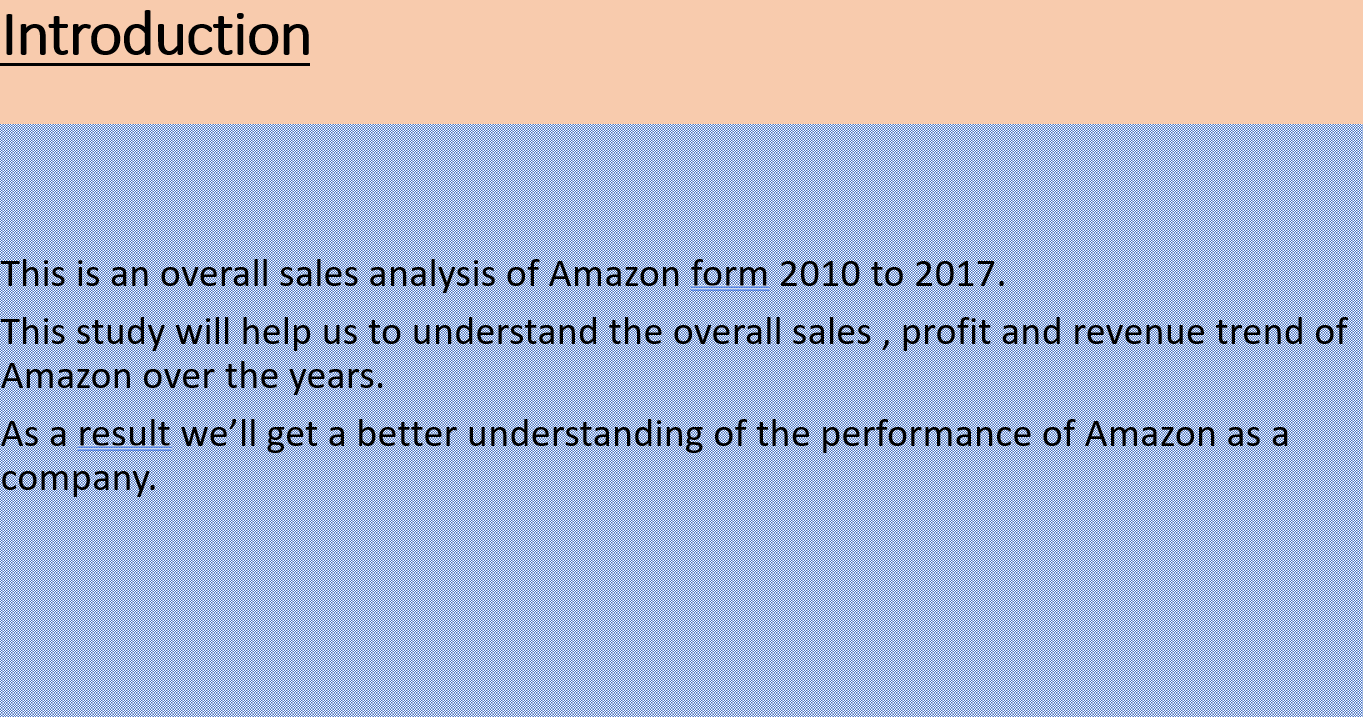 Introduction
This is an overall sales analysis of Amazon form 2010 to 2017.
This study will help us to understand the overall sales , profit and revenue trend of
Amazon over the years.
As a result we’ll get a better understanding of the performance of Amazon as a
company.